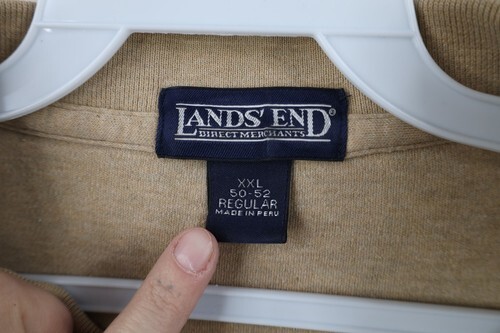 LANDS' END®
DIRECT MERCHANTS
XXL
50-52
REGULAR
MADE IN PERU